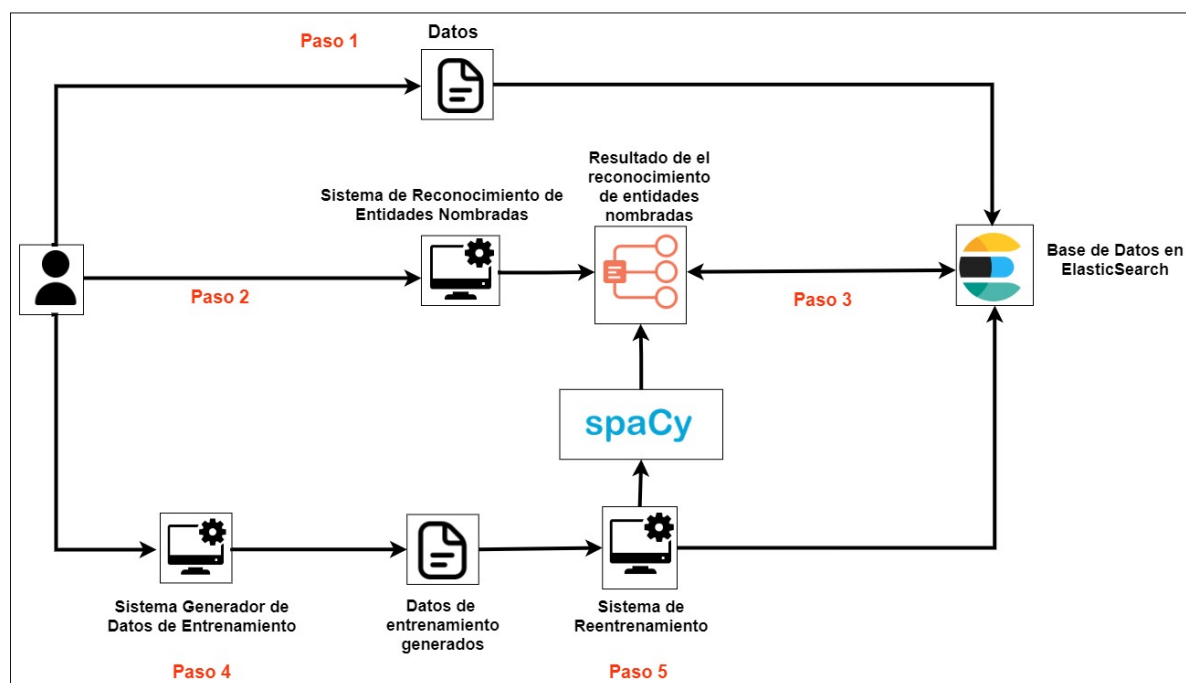 Paso 1
Datos
Sistema de Reconocimiento de
Entidades Nombradas
Resultado de el
reconocimiento
de entidades
nombradas
Base de Datos en
ElasticSearch
Paso 2
Paso 3
spaCy
Sistema Generador de
Datos de Entrenamiento
Datos de
entrenamiento
generados
Sistema de
Reentrenamiento
Paso 4
Paso 5